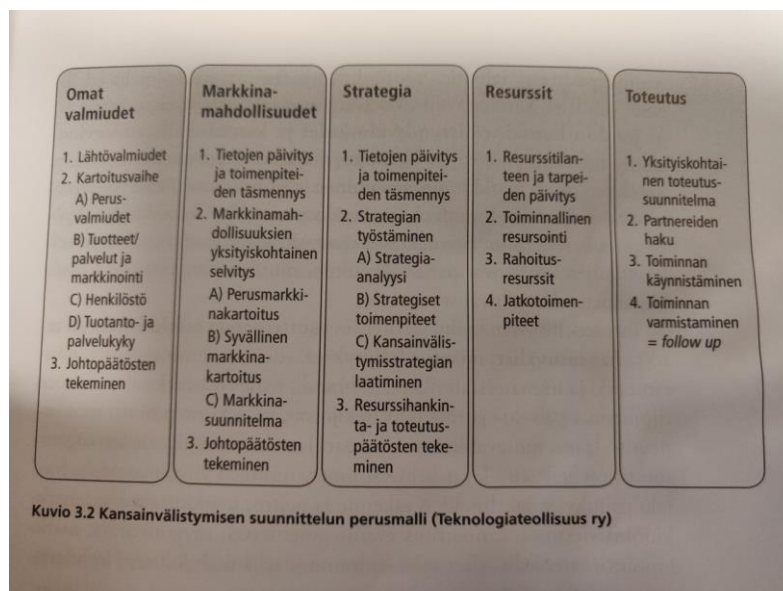 Omat
valmiudet
1. Lähtövalmiudet
2. Kartoitusvaihe
A) Perus-
valmiudet
B) Tuotteet/
palvelut ja
markkinointi
C) Henkilöstö
D) Tuotanto- ja
palvelukyky
3. Johtopäätösten
tekeminen
Markkina-
mahdollisuudet
1. Tietojen päivitys
ja toimenpitei-
den täsmennys
2. Markkinamah-
dollisuuksien
yksityiskohtainen
selvitys
A) Perusmarkki-
nakartoitus
B) Syvällinen
markkina-
kartoitus
C) Markkina-
suunnitelma
3. Johtopäätösten
tekeminen
Strategia
1. Tietojen päivitys
ja toimenpitei-
den täsmennys
2. Strategian
työstäminen
A) Strategia-
analyysi
B) Strategiset
toimenpiteet
C) Kansainvälis-
tymisstrategian
laatiminen
3. Resurssihankin-
ta- ja toteutus-
päätösten teke-
minen
Resurssit
1. Resurssitilan-
teen ja tarpei-
den päivitys
2. Toiminnallinen
resursointi
3. Rahoitus-
resurssit
4. Jatkotoimen-
piteet
Toteutus
1. Yksityiskohtai-
nen toteutus-
suunnitelma
2. Partnereiden
haku
3. Toiminnan
käynnistäminen
4. Toiminnan
varmistaminen
= follow up
Kuvio 3.2 Kansainvälistymisen suunnittelun perusmalli (Teknologiateollisuus ry)